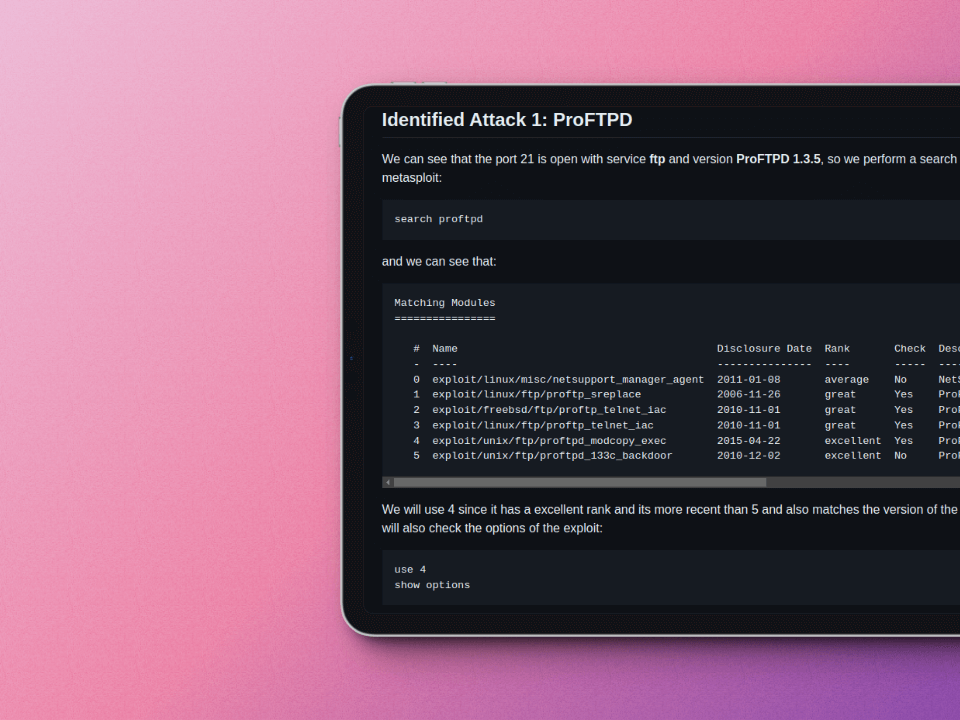 Identified Attack 1: ProFTPD
We can see that the port 21 is open with service ftp and version ProFTPD 1.3.5, so we perform a search
metasploit:
search proftpd
and we can see that:
Matching Modules
================
#  Name                                       Disclosure Date  Rank       Check  Desc
-  ----                                       ---------------  ----       -----  ----
0  exploit/linux/misc/netsupport_manager_agent  2011-01-08       average    No     NetS
1  exploit/linux/ftp/proftp_sreplace            2006-11-26       great      Yes    ProF
2  exploit/freebsd/ftp/proftp_telnet_iac        2010-11-01       great      Yes    ProF
3  exploit/linux/ftp/proftp_telnet_iac          2010-11-01       great      Yes    ProF
4  exploit/unix/ftp/proftpd_modcopy_exec        2015-04-22       excellent  Yes    ProF
5  exploit/unix/ftp/proftpd_133c_backdoor       2010-12-02       excellent  No     ProF
We will use 4 since it has a excellent rank and its more recent than 5 and also matches the version of the
will also check the options of the exploit:
use 4
show options